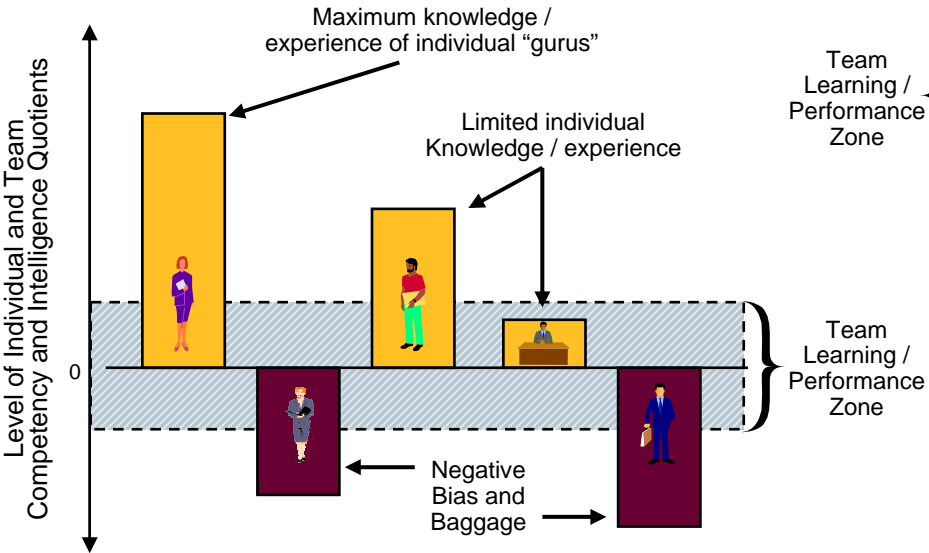 Maximum knowledge /
experience of individual “gurus”
Team
Learning /
Performance
Zone
Limited individual
Knowledge / experience
Level of Individual and Team
Competency and Intelligence Quotients
0
Team
Learning /
Performance
Zone
Negative
Bias and
Baggage